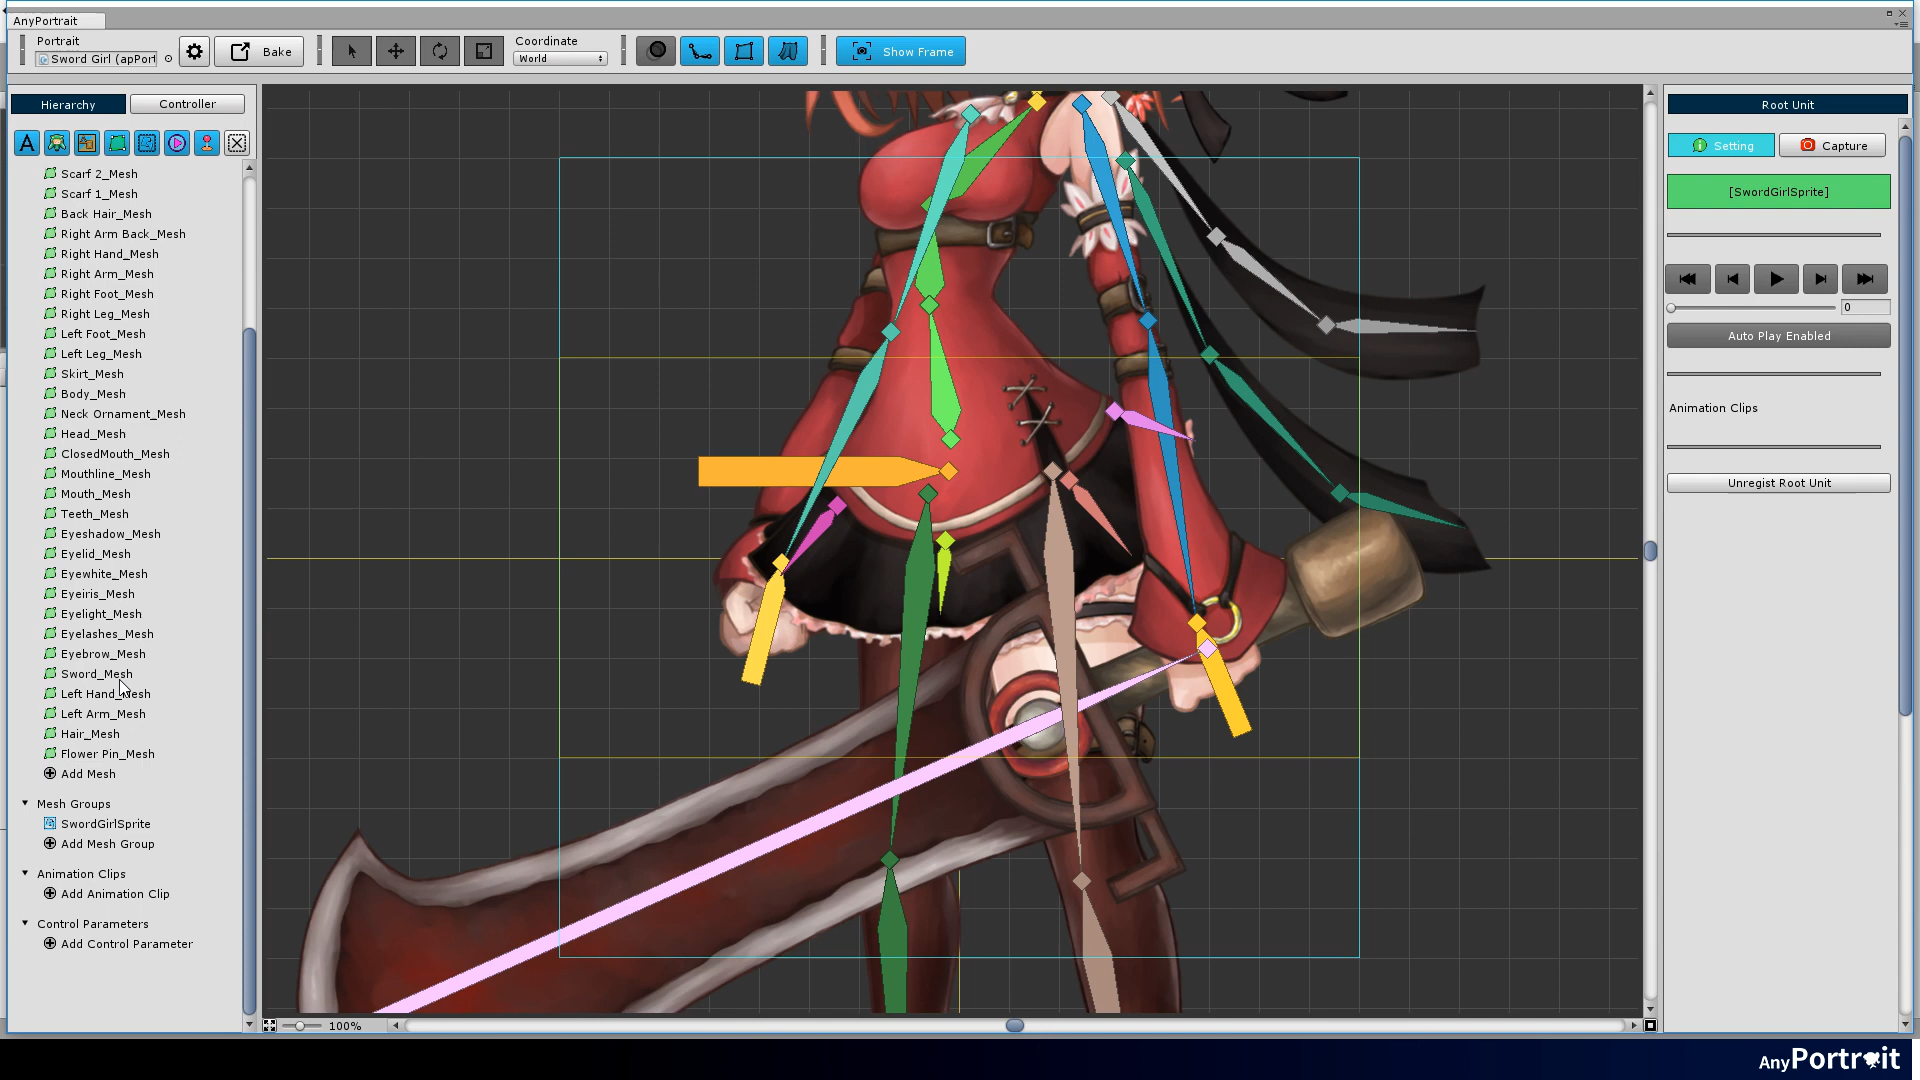 AnyPortrait
Portrait
Sword Girl (apPort
Bake
Coordinate
World
Show Frame
Hierarchy
Controller
Scarf 2_Mesh
Scarf 1_Mesh
Back Hair_Mesh
Right Arm Back_Mesh
Right Hand_Mesh
Right Arm_Mesh
Right Foot_Mesh
Right Leg_Mesh
Left Foot_Mesh
Left Leg_Mesh
Skirt_Mesh
Body_Mesh
Neck Ornament_Mesh
Head_Mesh
ClosedMouth_Mesh
Mouthline_Mesh
Mouth_Mesh
Teeth_Mesh
Eyeshadow_Mesh
Eyelid_Mesh
Eyewhite_Mesh
Eyeiris_Mesh
Eyelight_Mesh
Eyelashes_Mesh
Eyebrow_Mesh
Sword_Mesh
Left Hand_Mesh
Left Arm_Mesh
Hair_Mesh
Flower Pin_Mesh
Add Mesh
Mesh Groups
SwordGirlSprite
Add Mesh Group
Animation Clips
Add Animation Clip
Control Parameters
Add Control Parameter
100%
Root Unit
Setting
Capture
[SwordGirlSprite]
0
Auto Play Enabled
Animation Clips
Unregist Root Unit
AnyPortrait